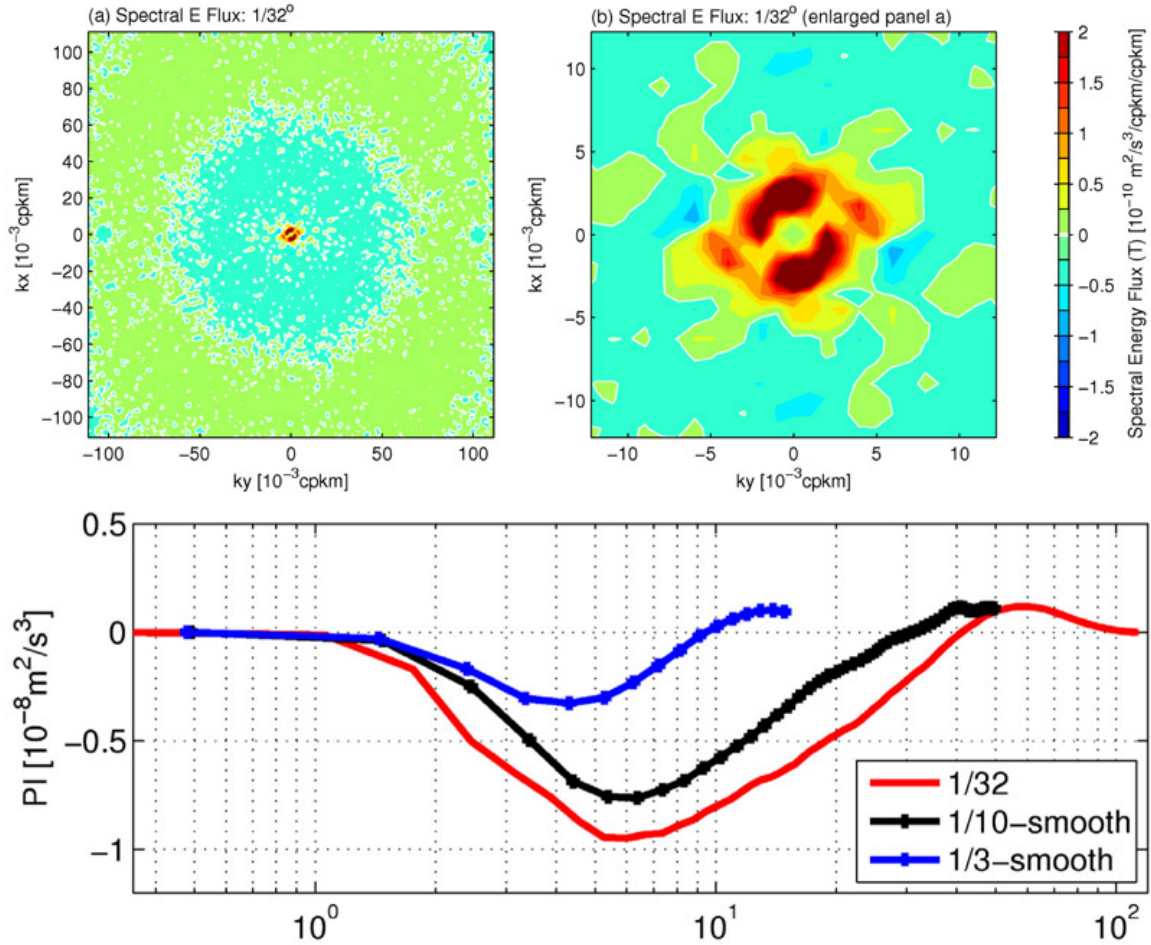 (a) Spectral E Flux: 1/32°
(b) Spectral E Flux: 1/32° (enlarged panel a)
100
80
60
40
20
0
−20
−40
−60
−80
−100
kx [10⁻³cpkm]
−100 −50 0 50 100
ky [10⁻³cpkm]
10
5
0
−5
−10
kx [10⁻³cpkm]
−10 −5 0 5 10
ky [10⁻³cpkm]
2
1.5
1
0.5
0
−0.5
−1
−1.5
−2
Spectral Energy Flux (T) [10⁻¹⁰ m²/s³/cpkm/cpkm]
0.5
0
−0.5
−1
PI [10⁻⁸m²/s³]
1/32
1/10−smooth
1/3−smooth
10⁰ 10¹ 10²